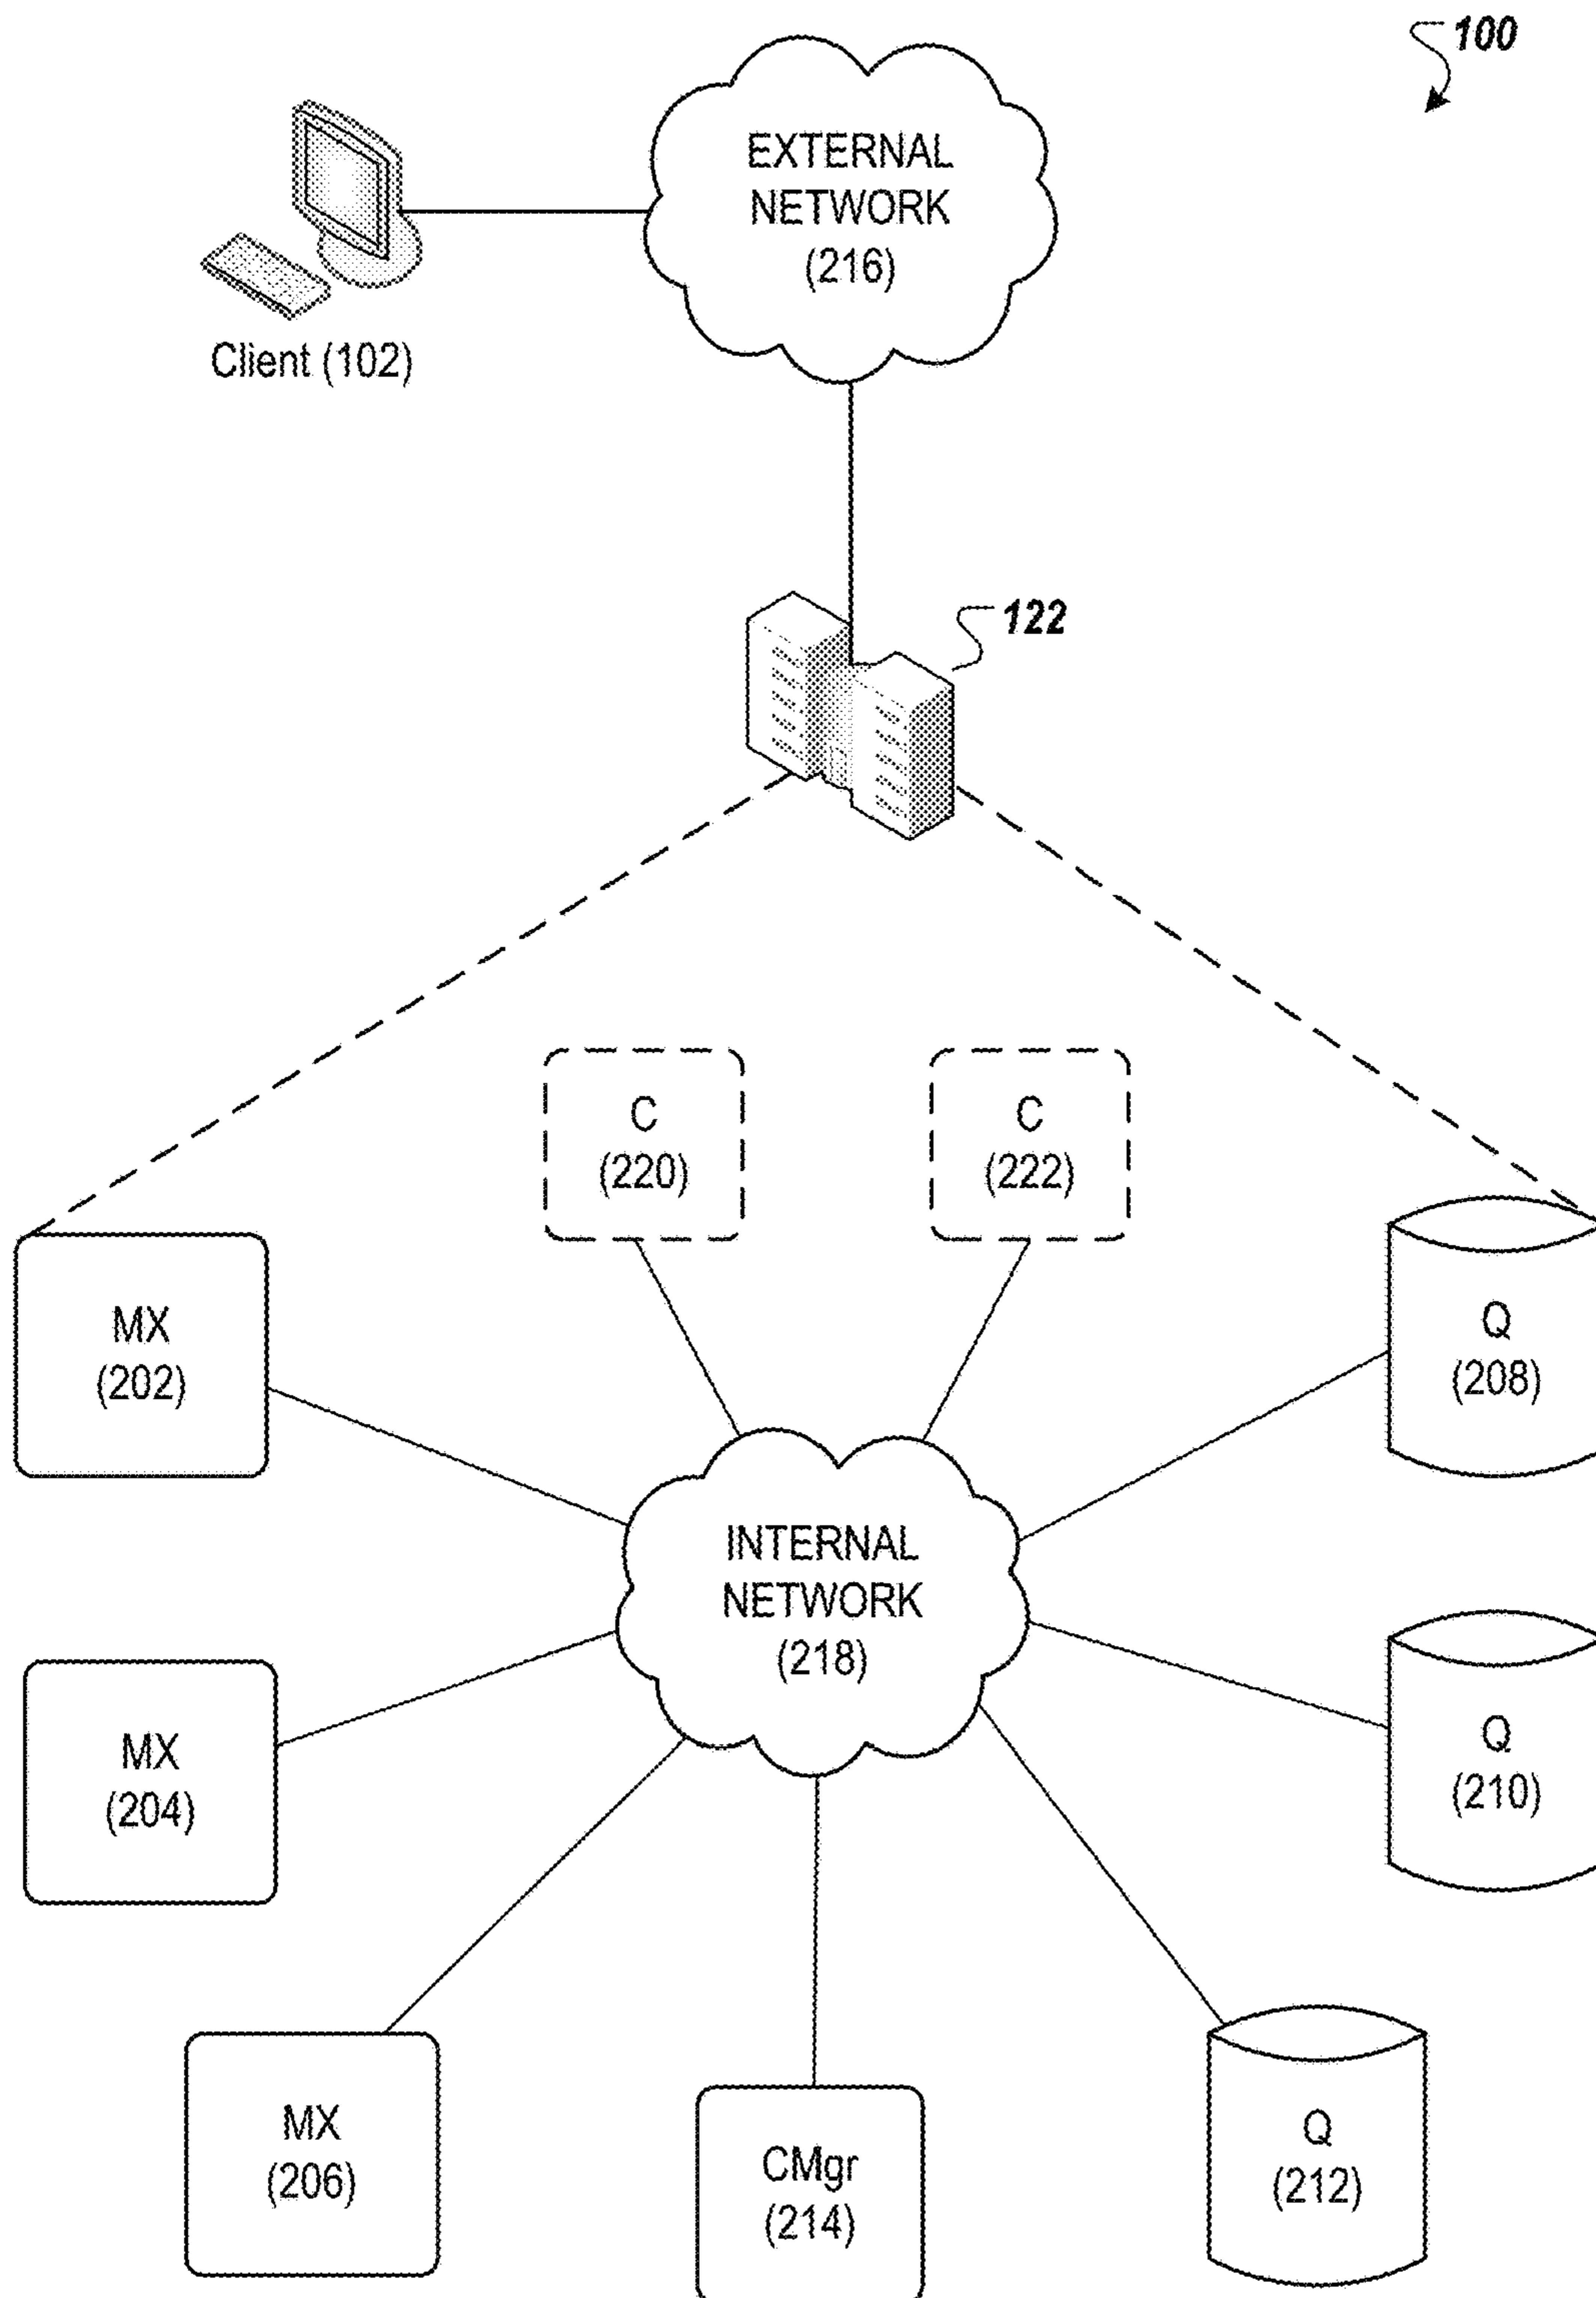 100
EXTERNAL
NETWORK
(216)
Client (102)
122
C
(220)
C
(222)
MX
(202)
Q
(208)
INTERNAL
NETWORK
(218)
MX
(204)
Q
(210)
MX
(206)
CMgr
(214)
Q
(212)